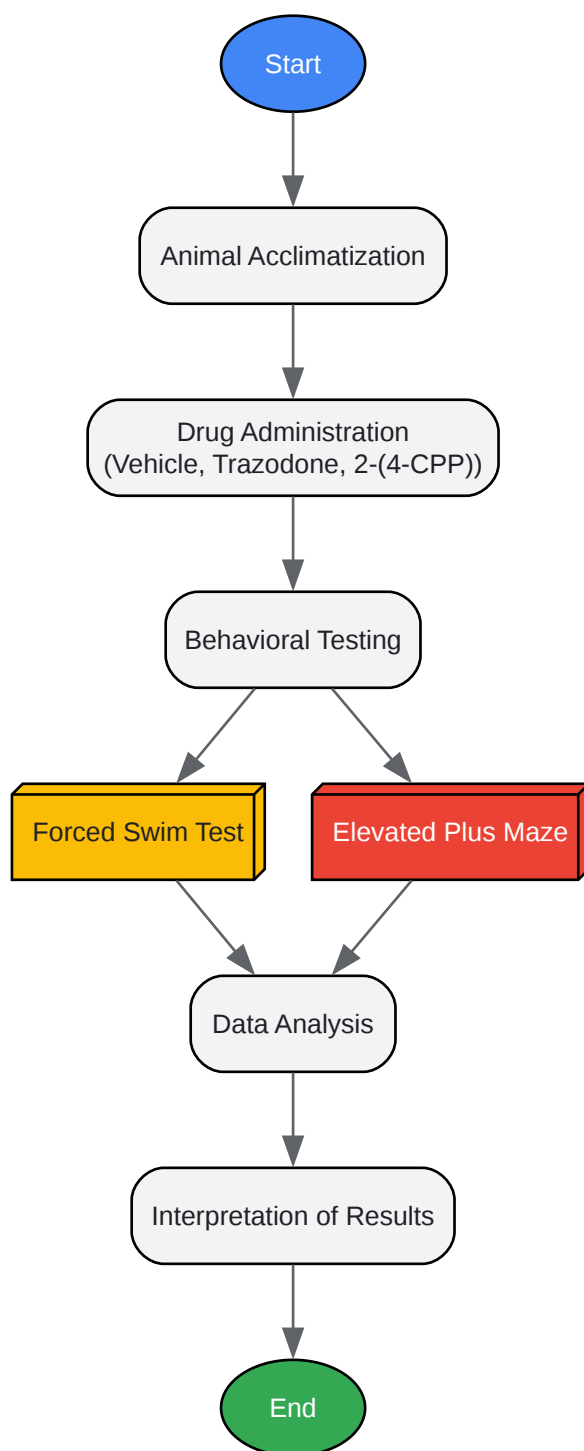 Start
Animal Acclimatization
Drug Administration
(Vehicle, Trazodone, 2-(4-CPP))
Behavioral Testing
Forced Swim Test
Elevated Plus Maze
Data Analysis
Interpretation of Results
End